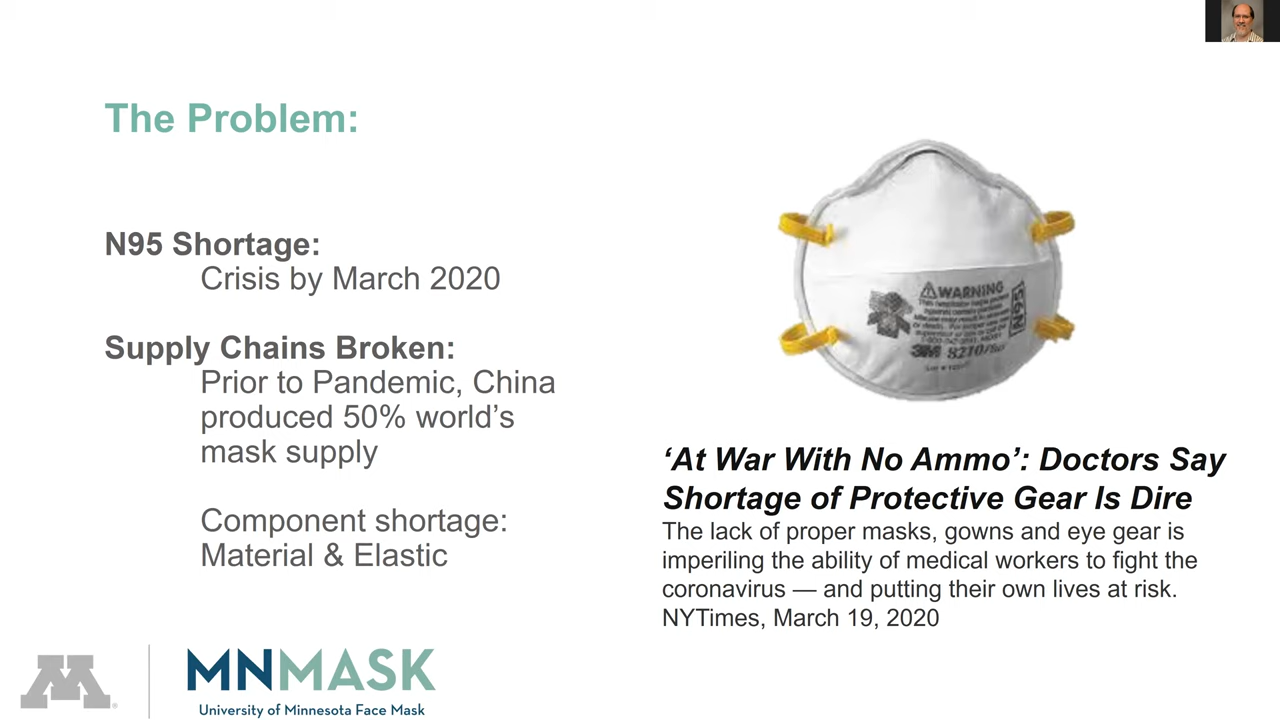 The Problem:
N95 Shortage:
Crisis by March 2020
Supply Chains Broken:
Prior to Pandemic, China
produced 50% world’s
mask supply
Component shortage:
Material & Elastic
WARNING
This respirator helps protect
N95
3M 8210
‘At War With No Ammo’: Doctors Say
Shortage of Protective Gear Is Dire
The lack of proper masks, gowns and eye gear is
imperiling the ability of medical workers to fight the
coronavirus — and putting their own lives at risk.
NYTimes, March 19, 2020
M
MNMASK
University of Minnesota Face Mask